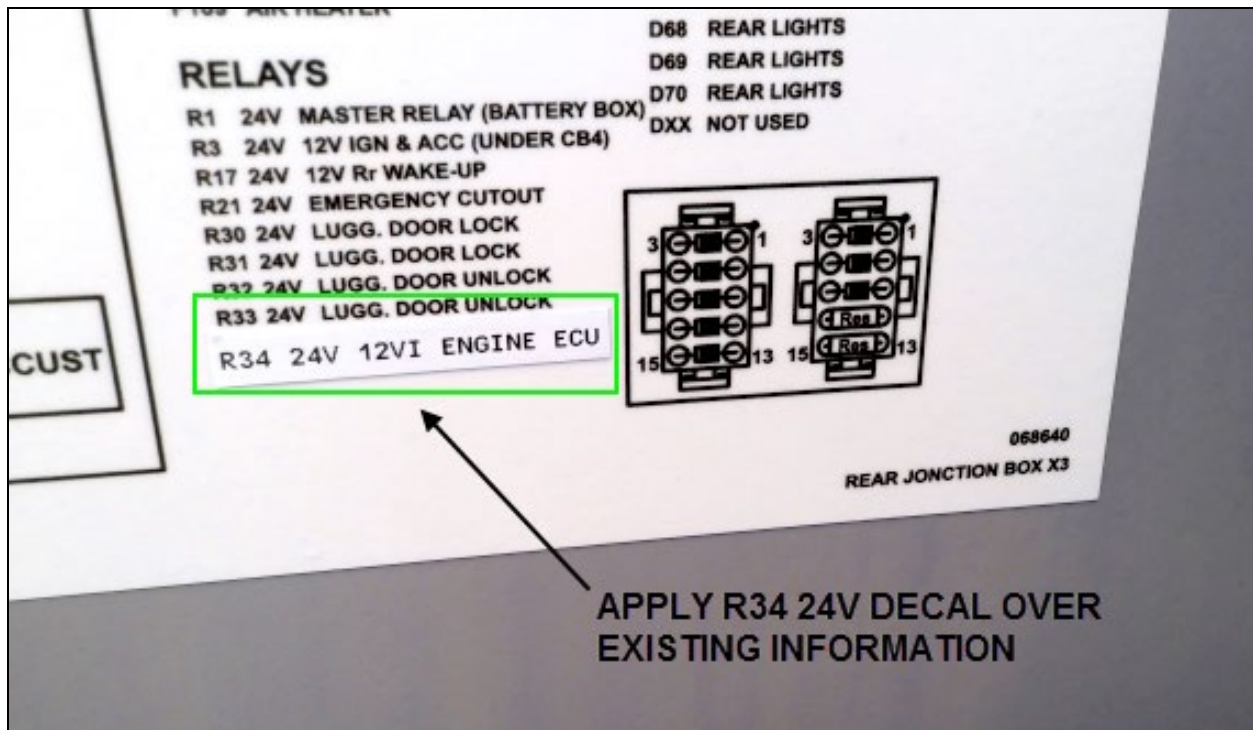 AIR HEATER
RELAYS
R1 24V MASTER RELAY (BATTERY BOX)
R3 24V 12V IGN & ACC (UNDER CB4)
R17 24V 12V Rr WAKE-UP
R21 24V EMERGENCY CUTOUT
R30 24V LUGG. DOOR LOCK
R31 24V LUGG. DOOR LOCK
R32 24V LUGG. DOOR UNLOCK
R33 24V LUGG. DOOR UNLOCK
R34 24V 12VI ENGINE ECU
D68 REAR LIGHTS
D69 REAR LIGHTS
D70 REAR LIGHTS
DXX NOT USED
3 1 3 1
Res
Res
15 13 15 13
CUST
068640
REAR JONCTION BOX X3
APPLY R34 24V DECAL OVER
EXISTING INFORMATION